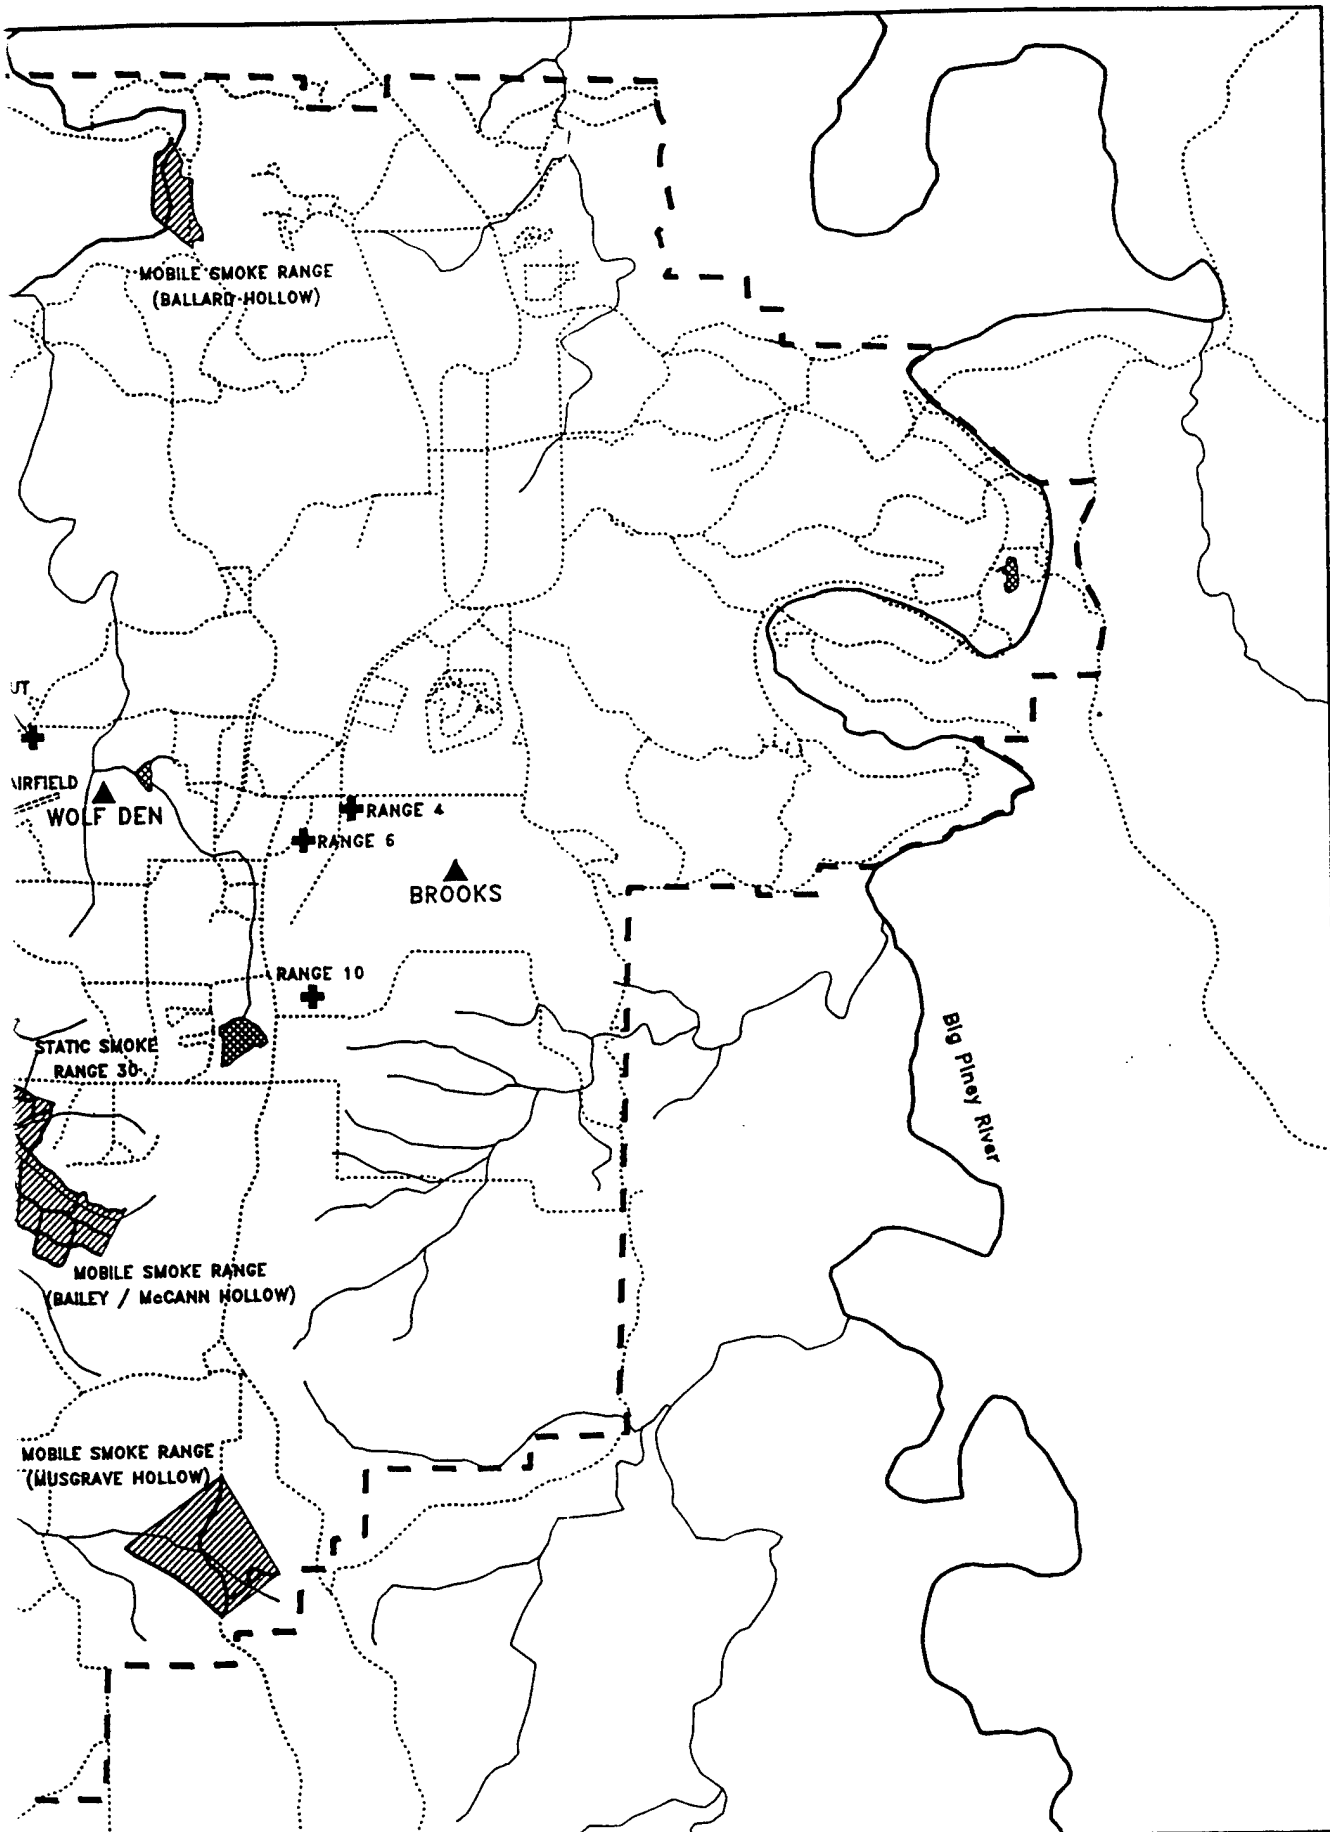 MOBILE SMOKE RANGE
(BALLARD HOLLOW)
UT
AIRFIELD
WOLF DEN
RANGE 4
RANGE 6
BROOKS
RANGE 10
STATIC SMOKE
RANGE 30
Big Piney River
MOBILE SMOKE RANGE
(BAILEY / McCANN HOLLOW)
MOBILE SMOKE RANGE
(MUSGRAVE HOLLOW)